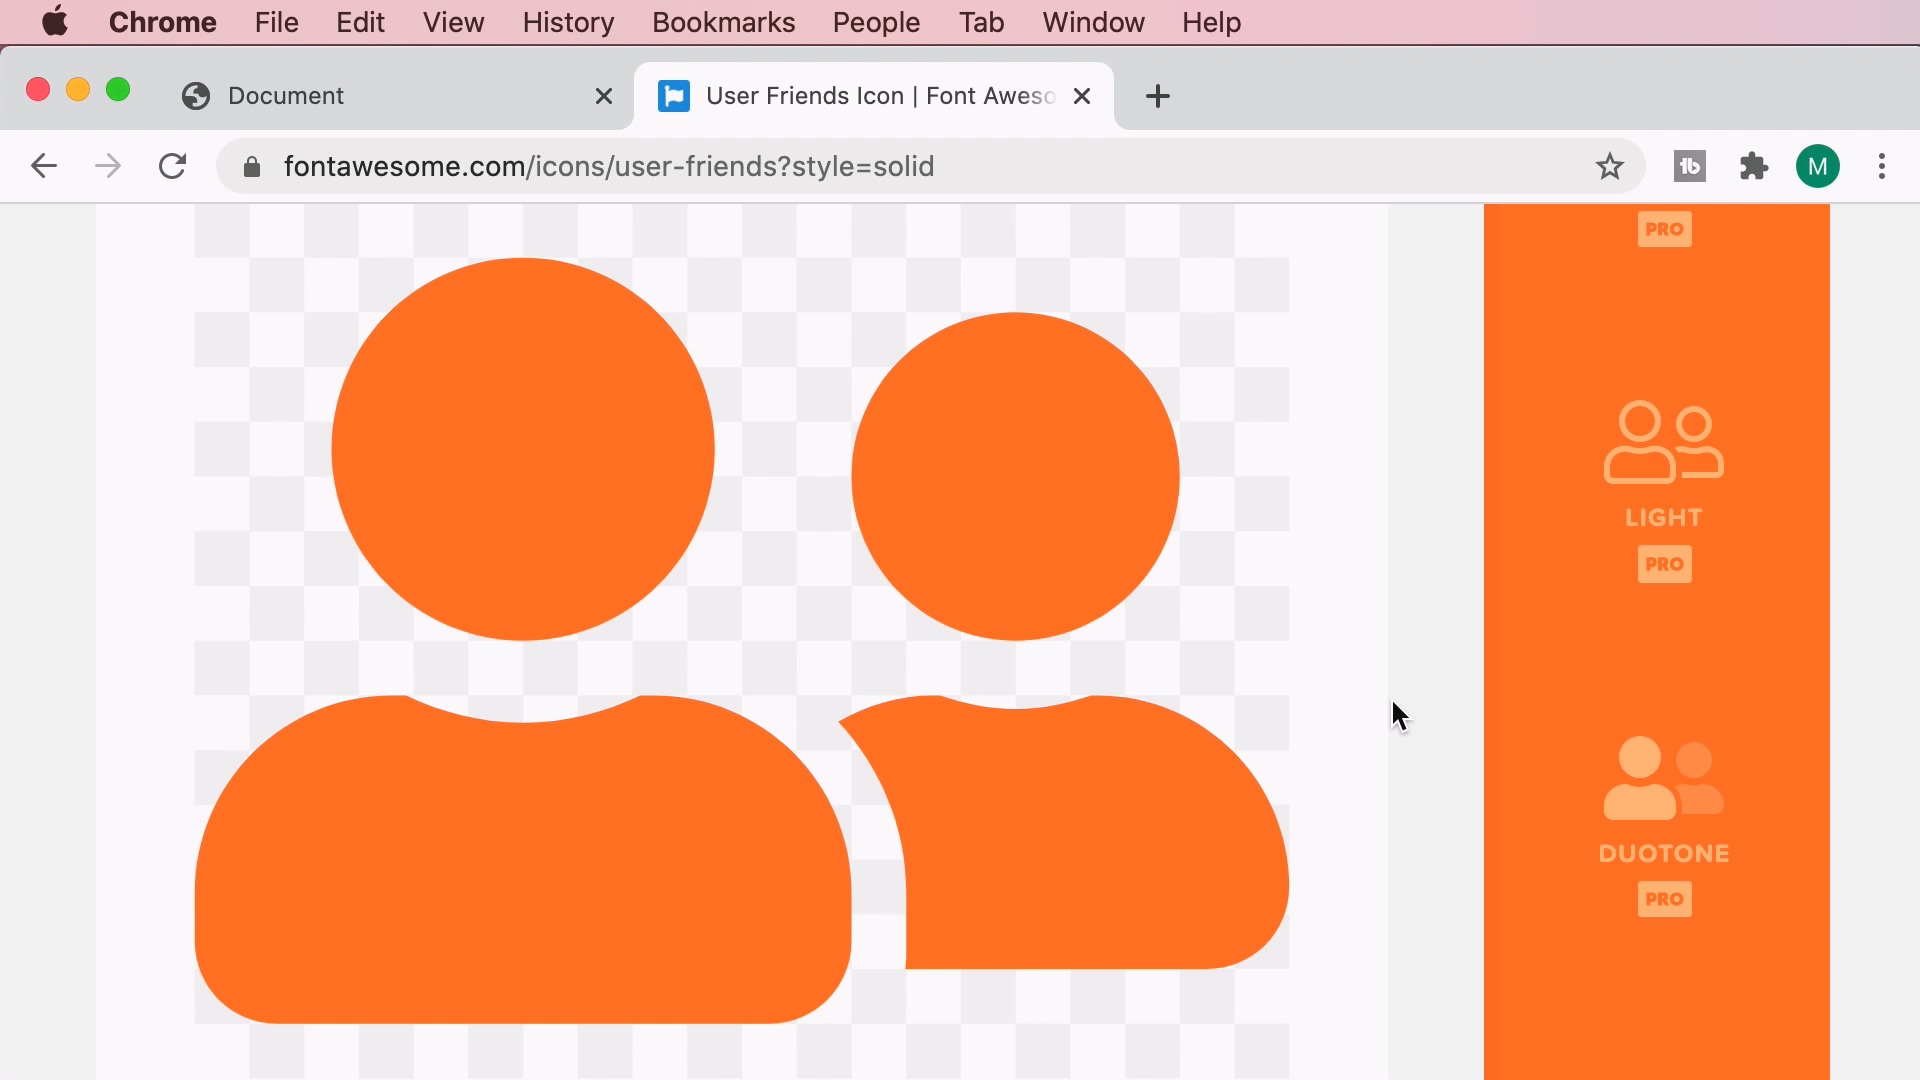 Chrome File Edit View History Bookmarks People Tab Window Help
Document
User Friends Icon | Font Aweso
fontawesome.com/icons/user-friends?style=solid
M
PRO
LIGHT
PRO
DUOTONE
PRO